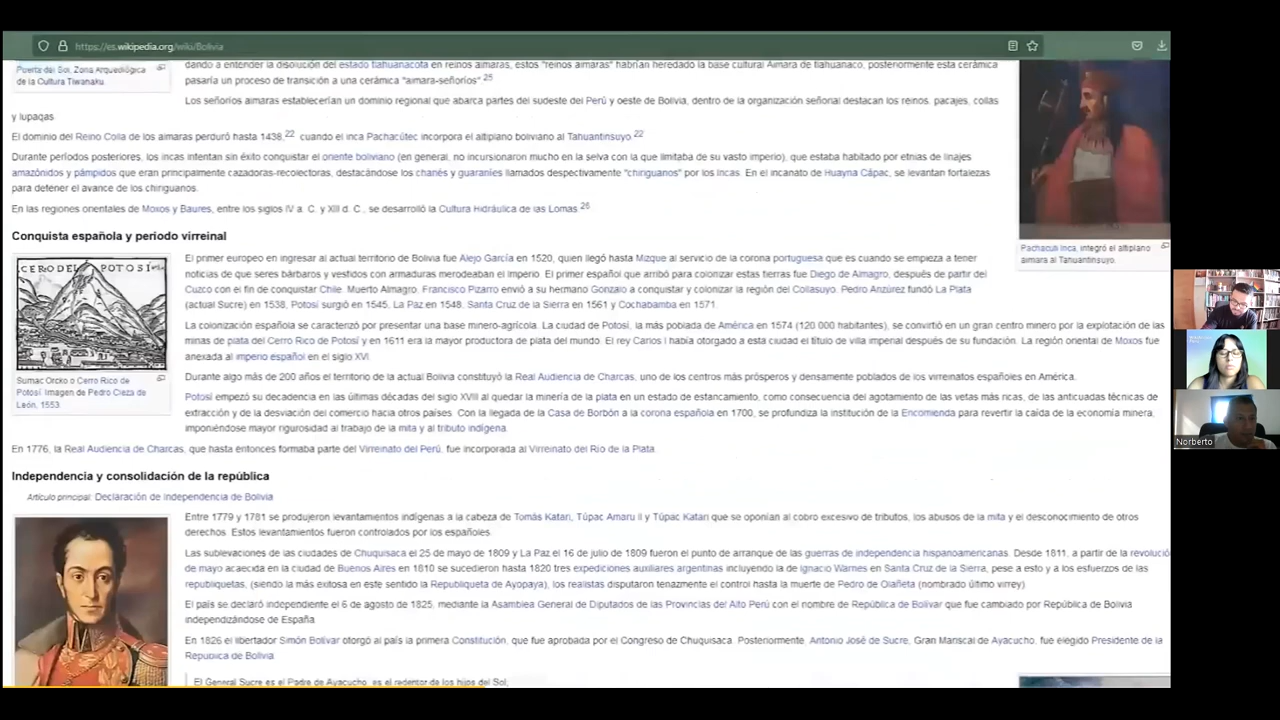 https://es.wikipedia.org/wiki/Bolivia
Puerta del Sol, Zona Arqueológica
de la Cultura Tiwanaku.
dando a entender la disolución del estado tiahuanacota en reinos aimaras, estos "reinos aimaras" habrían heredado la base cultural Aimara de tiahuanaco, posteriormente esta cerámica
pasaría un proceso de transición a una cerámica "aimara-señoríos" 25
Los señoríos aimaras establecerían un dominio regional que abarca partes del sudeste del Perú y oeste de Bolivia, dentro de la organización señorial destacan los reinos. pacajes, collas
y lupaqas.
El dominio del Reino Colla de los aimaras perduró hasta 1438,22 cuando el inca Pachacútec incorpora el altiplano boliviano al Tahuantinsuyo.22
Durante períodos posteriores, los incas intentan sin éxito conquistar el oriente boliviano (en general, no incursionaron mucho en la selva con la que limitaba de su vasto imperio), que estaba habitado por etnias de linajes
amazónidos y pámpidos que eran principalmente cazadoras-recolectoras, destacándose los chanés y guaraníes llamados despectivamente "chiriguanos" por los Incas. En el incanato de Huayna Cápac, se levantan fortalezas
para detener el avance de los chiriguanos.
En las regiones orientales de Moxos y Baures, entre los siglos IV a. C. y XIII d. C., se desarrolló la Cultura Hidráulica de las Lomas 26
Pachacuti Inca, integró el altiplano
aimara al Tahuantinsuyo.
Conquista española y periodo virreinal
CERO DEL POTOSI
Sumac Orcko o Cerro Rico de
Potosí. Imagen de Pedro Cieza de
León, 1553.
El primer europeo en ingresar al actual territorio de Bolivia fue Alejo García en 1520, quien llegó hasta Mizque al servicio de la corona portuguesa que es cuando se empieza a tener
noticias de que seres bárbaros y vestidos con armaduras merodeaban el Imperio. El primer español que arribó para colonizar estas tierras fue Diego de Almagro, después de partir del
Cuzco con el fin de conquistar Chile. Muerto Almagro, Francisco Pizarro envió a su hermano Gonzalo a conquistar y colonizar la región del Collasuyo. Pedro Anzúrez fundó La Plata
(actual Sucre) en 1538, Potosí surgió en 1545, La Paz en 1548, Santa Cruz de la Sierra en 1561 y Cochabamba en 1571.
La colonización española se caracterizó por presentar una base minero-agrícola. La ciudad de Potosí, la más poblada de América en 1574 (120 000 habitantes), se convirtió en un gran centro minero por la explotación de las
minas de plata del Cerro Rico de Potosí y en 1611 era la mayor productora de plata del mundo. El rey Carlos I había otorgado a esta ciudad el título de villa imperial después de su fundación. La región oriental de Moxos fue
anexada al imperio español en el siglo XVI.
Durante algo más de 200 años el territorio de la actual Bolivia constituyó la Real Audiencia de Charcas, uno de los centros más prósperos y densamente poblados de los virreinatos españoles en América.
Potosí empezó su decadencia en las últimas décadas del siglo XVIII al quedar la minería de la plata en un estado de estancamiento, como consecuencia del agotamiento de las vetas más ricas, de las anticuadas técnicas de
extracción y de la desviación del comercio hacia otros países. Con la llegada de la Casa de Borbón a la corona española en 1700, se profundiza la institución de la Encomienda para revertir la caída de la economía minera,
imponiéndose mayor rigurosidad al trabajo de la mita y al tributo indígena.
En 1776, la Real Audiencia de Charcas, que hasta entonces formaba parte del Virreinato del Perú, fue incorporada al Virreinato del Río de la Plata.
Independencia y consolidación de la república
Artículo principal: Declaración de independencia de Bolivia
Entre 1779 y 1781 se produjeron levantamientos indígenas a la cabeza de Tomás Katari, Túpac Amaru II y Túpac Katari que se oponían al cobro excesivo de tributos, los abusos de la mita y el desconocimiento de otros
derechos. Estos levantamientos fueron controlados por los españoles.
Las sublevaciones de las ciudades de Chuquisaca el 25 de mayo de 1809 y La Paz el 16 de julio de 1809 fueron el punto de arranque de las guerras de independencia hispanoamericanas. Desde 1811, a partir de la revolució
de mayo acaecida en la ciudad de Buenos Aires en 1810 se sucedieron hasta 1820 tres expediciones auxiliares argentinas incluyendo la de Ignacio Warnes en Santa Cruz de la Sierra, pese a esto y a los esfuerzos de las
republiquetas, (siendo la más exitosa en este sentido la Republiqueta de Ayopaya), los realistas disputaron tenazmente el control hasta la muerte de Pedro de Olañeta (nombrado último virrey)
El país se declaró independiente el 6 de agosto de 1825, mediante la Asamblea General de Diputados de las Provincias del Alto Perú con el nombre de República de Bolívar que fue cambiado por República de Bolivia
independizándose de España
En 1826 el libertador Simón Bolívar otorgó al país la primera Constitución, que fue aprobada por el Congreso de Chuquisaca. Posteriormente, Antonio José de Sucre, Gran Mariscal de Ayacucho, fue elegido Presidente de la
República de Bolivia
El General Sucre es el Padre de Ayacucho, es el redentor de los hijos del Sol;
Norberto